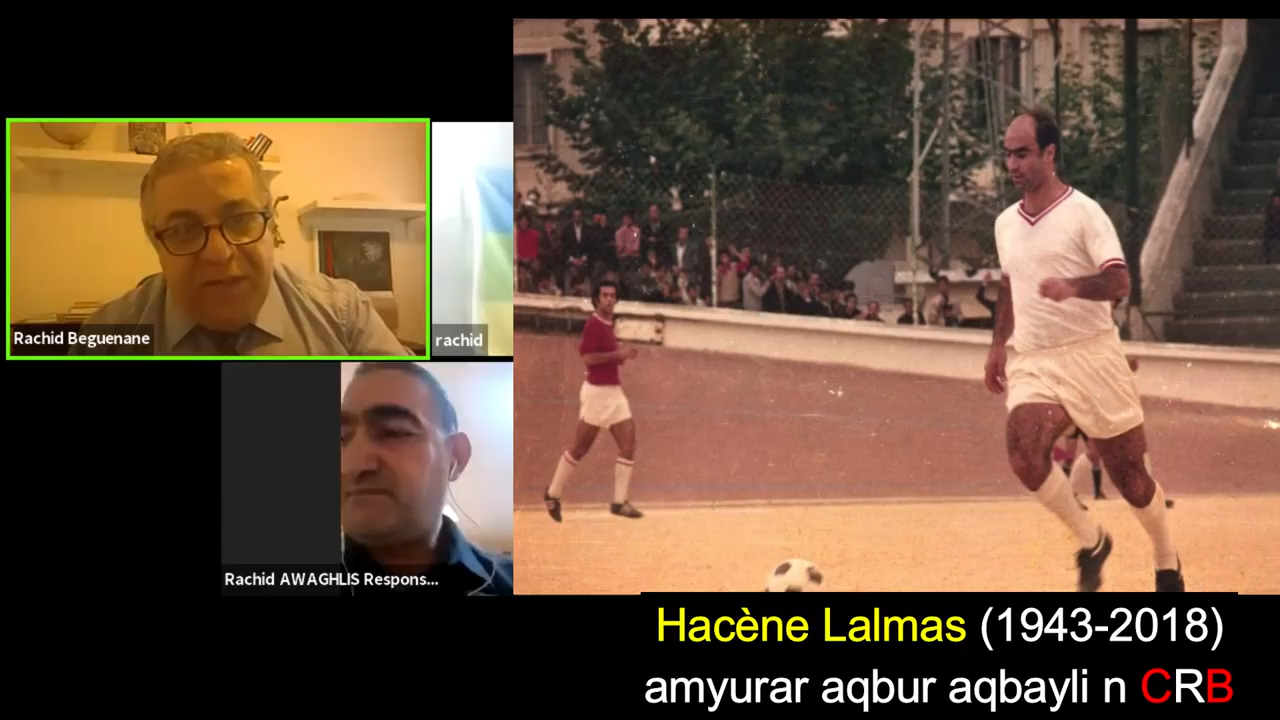 Rachid Beguenane
rachid
Rachid AWAGHLIS Respons...
Hacène Lalmas (1943-2018)
amyurar aqbur aqbayli n CRB